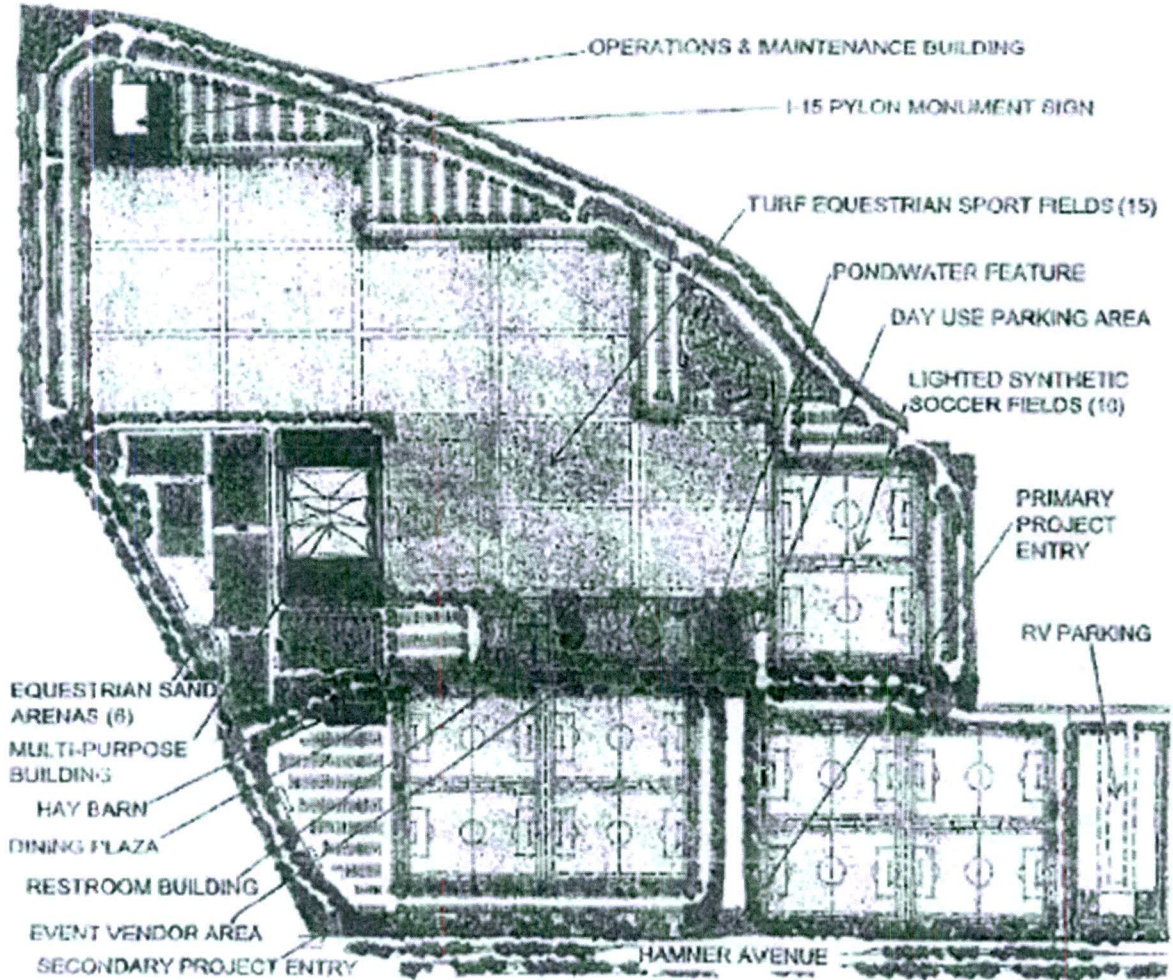 OPERATIONS & MAINTENANCE BUILDING
I-15 PYLON MONUMENT SIGN
TURF EQUESTRIAN SPORT FIELDS (15)
POND/WATER FEATURE
DAY USE PARKING AREA
LIGHTED SYNTHETIC
SOCCER FIELDS (10)
PRIMARY
PROJECT
ENTRY
RV PARKING
EQUESTRIAN SAND
ARENAS (6)
MULTI-PURPOSE
BUILDING
HAY BARN
DINING PLAZA
RESTROOM BUILDING
EVENT VENDOR AREA
SECONDARY PROJECT ENTRY
HAMNER AVENUE